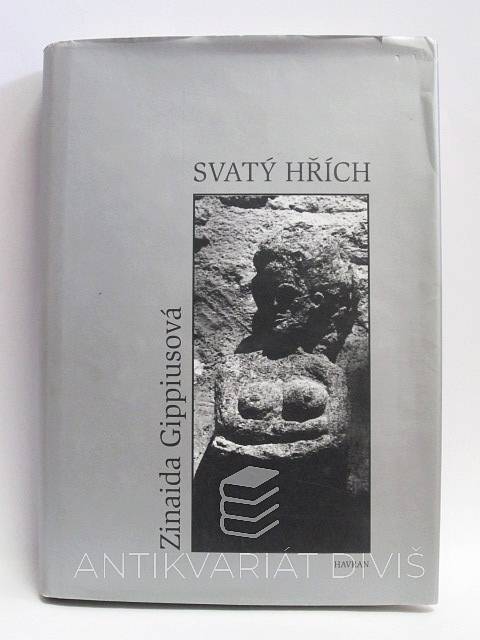 SVATÝ HŘÍCH
Zinaida Gippiusová
HAVRAN
ANTIKVARIÁT DIVIŠ